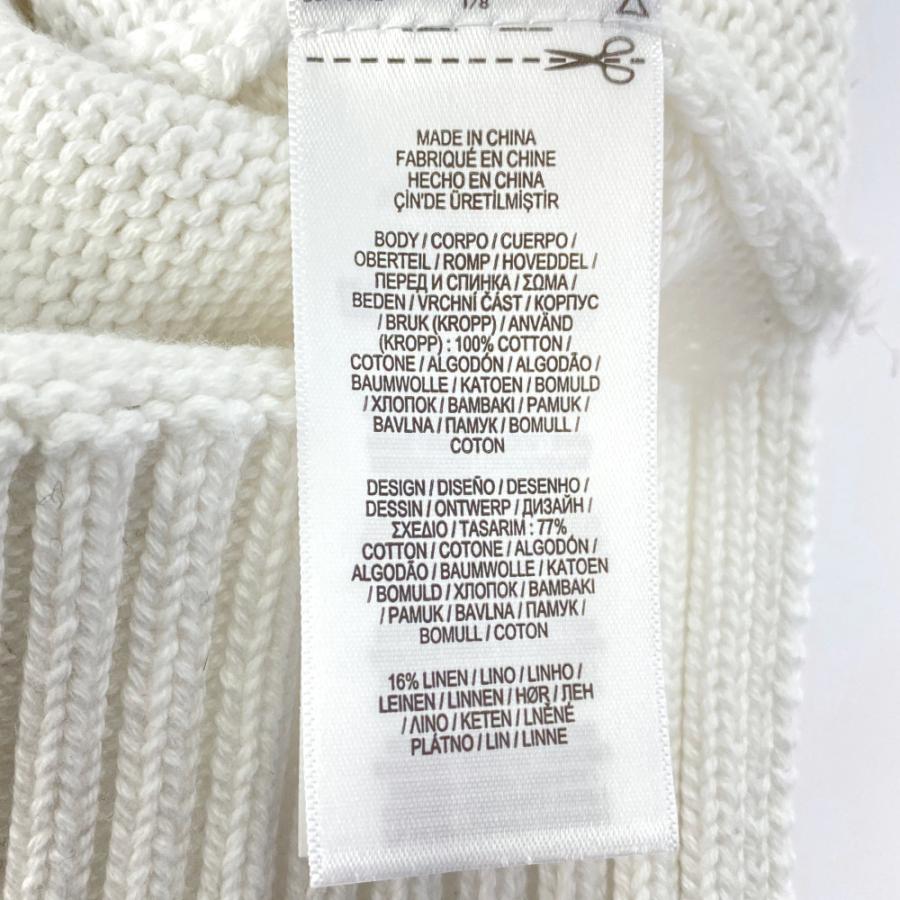 1/8
MADE IN CHINA
FABRIQUÉ EN CHINE
HECHO EN CHINA
ÇİN'DE ÜRETİLMİŞTİR
BODY / CORPO / CUERPO /
OBERTEIL / ROMP / HOVEDDEL /
ПЕРЕД И СПИНКА / ΣΩΜΑ /
BEDEN / VRCHNÍ ČÁST / КОРПУС
/ BRUK (KROPP) / ANVÄND
(KROPP) : 100% COTTON /
COTONE / ALGODÓN / ALGODÃO /
BAUMWOLLE / KATOEN / BOMULD
/ ХЛОПОК / ΒΑΜΒΑΚΙ / PAMUK /
BAVLNA / ПАМУК / BOMULL /
COTON
DESIGN / DISEÑO / DESENHO /
DESSIN / ONTWERP / ДИЗАЙН /
ΣΧΕΔΙΟ / TASARIM : 77%
COTTON / COTONE / ALGODÓN /
ALGODÃO / BAUMWOLLE / KATOEN
/ BOMULD / ХЛОПОК / ΒΑΜΒΑΚΙ
/ PAMUK / BAVLNA / ПАМУК /
BOMULL / COTON
16% LINEN / LINO / LINHO /
LEINEN / LINNEN / HØR / ЛЕН
/ ΛΙΝΟ / KETEN / LNĚNÉ
PLÁTNO / LIN / LINNE